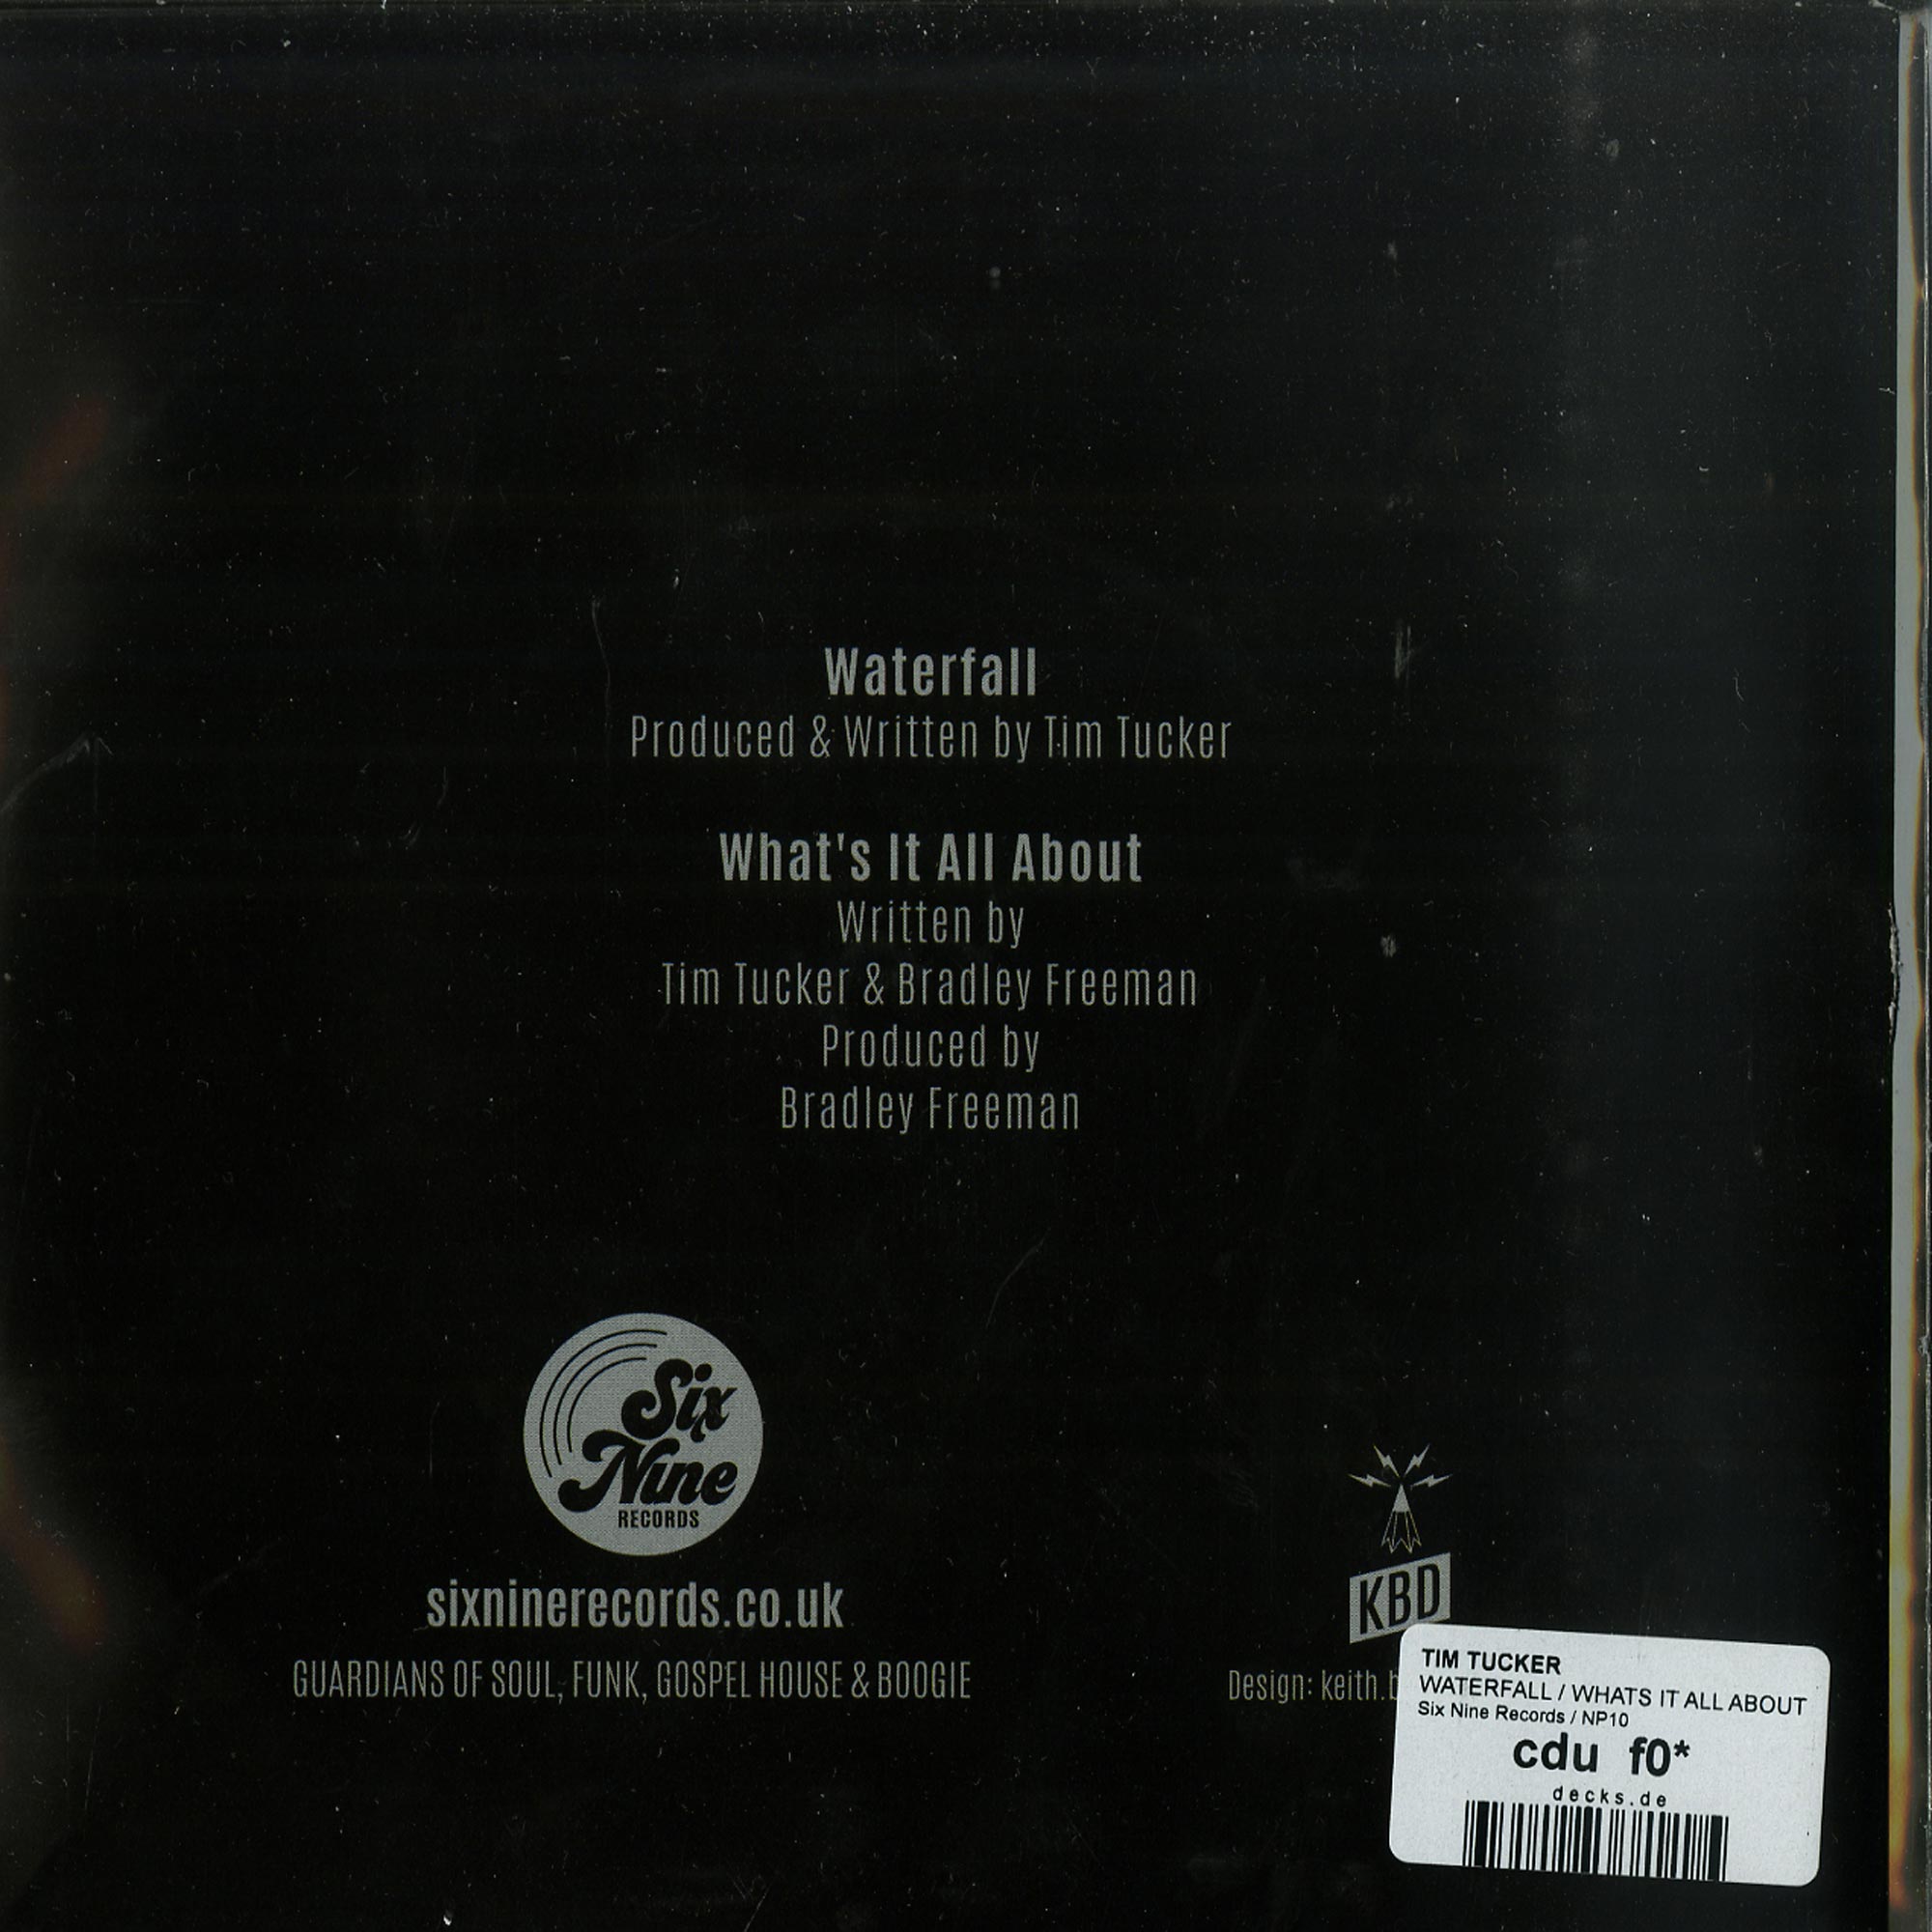 Waterfall
Produced & Written by Tim Tucker
What's It All About
Written by
Tim Tucker & Bradley Freeman
Produced by
Bradley Freeman
Six
Nine
RECORDS
sixninerecords.co.uk
GUARDIANS OF SOUL, FUNK, GOSPEL HOUSE & BOOGIE
KBD
Design:
TIM TUCKER
WATERFALL / WHATS IT ALL ABOUT
Six Nine Records / NP10
cdu f0*
decks.de